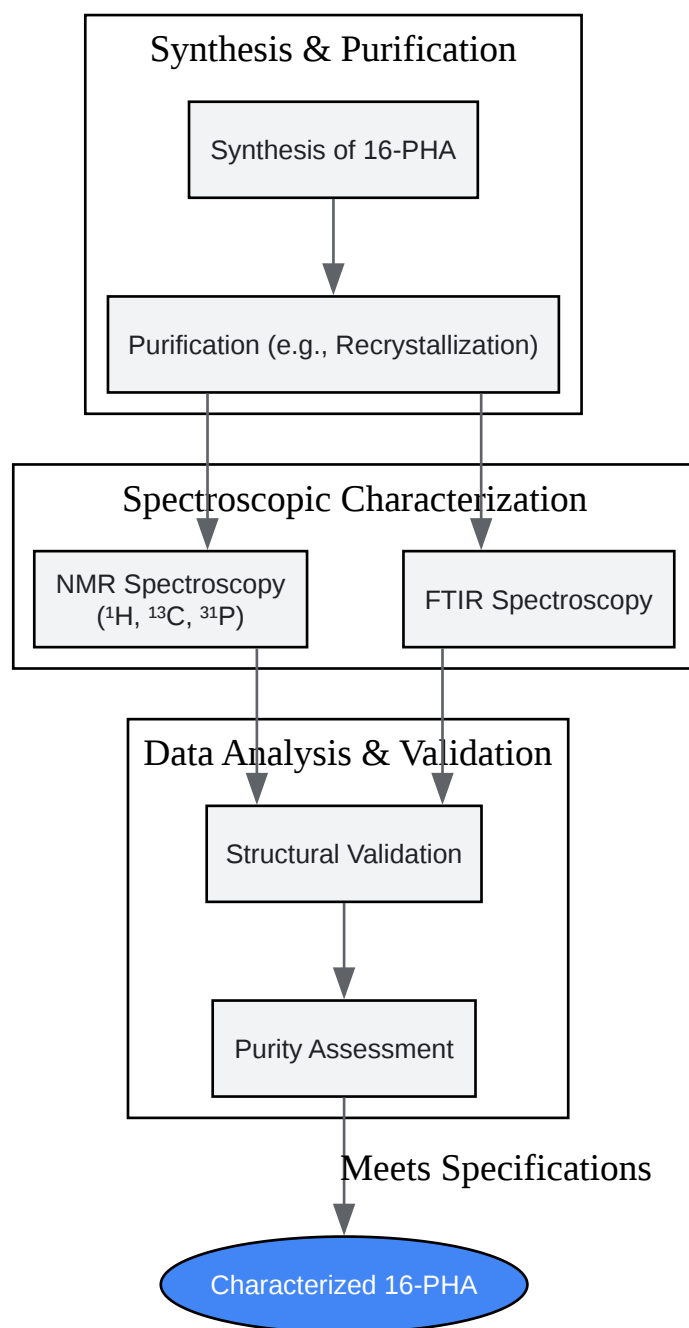 Synthesis & Purification
Synthesis of 16-PHA
Purification (e.g., Recrystallization)
Spectroscopic Characterization
NMR Spectroscopy
(¹H, ¹³C, ³¹P)
FTIR Spectroscopy
Data Analysis & Validation
Structural Validation
Purity Assessment
Meets Specifications
Characterized 16-PHA